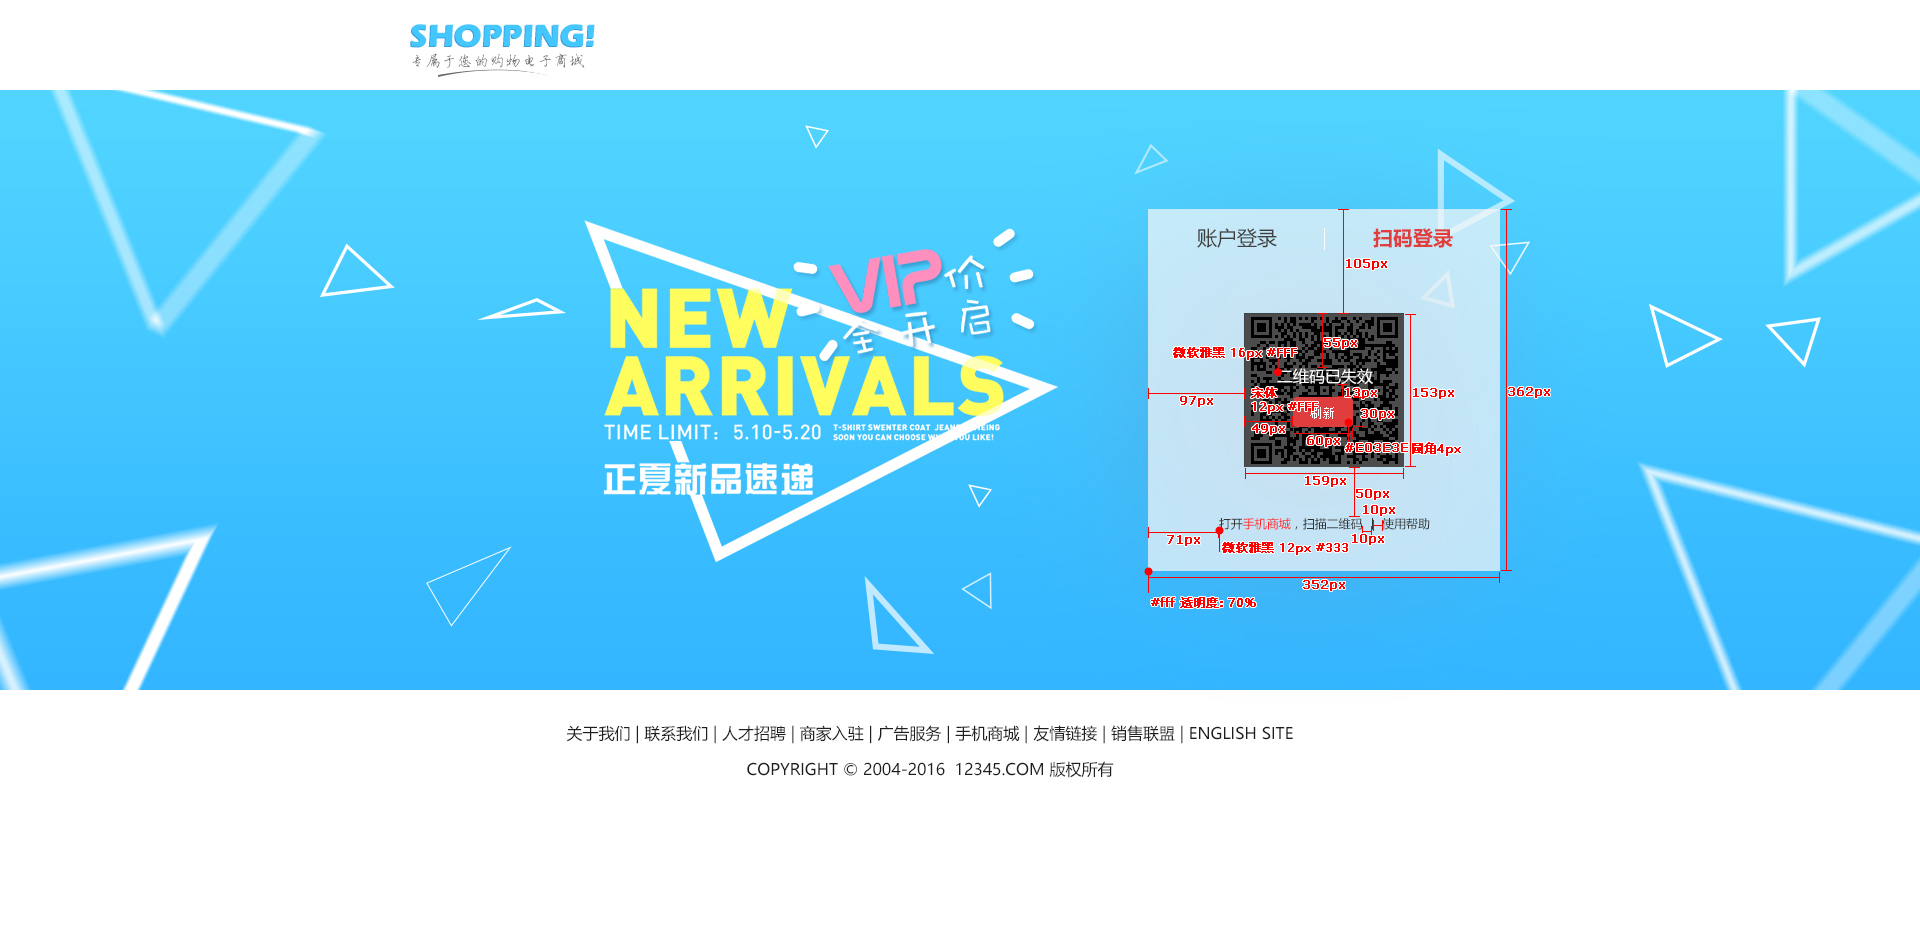 SHOPPING!
专属于您的购物电子商城
VIP价
全开启
NEW
ARRIVALS
TIME LIMIT: 5.10-5.20
T-SHIRT SWENTER COAT JEANS
SOON YOU CAN CHOOSE WHAT YOU LIKE!
正夏新品速递
账户登录
扫码登录
105px
55px
微软雅黑 16px #FFF
二维码已失效
97px
宋体
13px
153px
362px
12px #FFF
刷新
30px
49px
60px
#E03E3E 圆角4px
159px
50px
10px
打开手机商城，扫描二维码
使用帮助
71px
10px
微软雅黑 12px #333
352px
#fff 透明度: 70%
关于我们 | 联系我们 | 人才招聘 | 商家入驻 | 广告服务 | 手机商城 | 友情链接 | 销售联盟 | ENGLISH SITE
COPYRIGHT © 2004-2016 12345.COM 版权所有